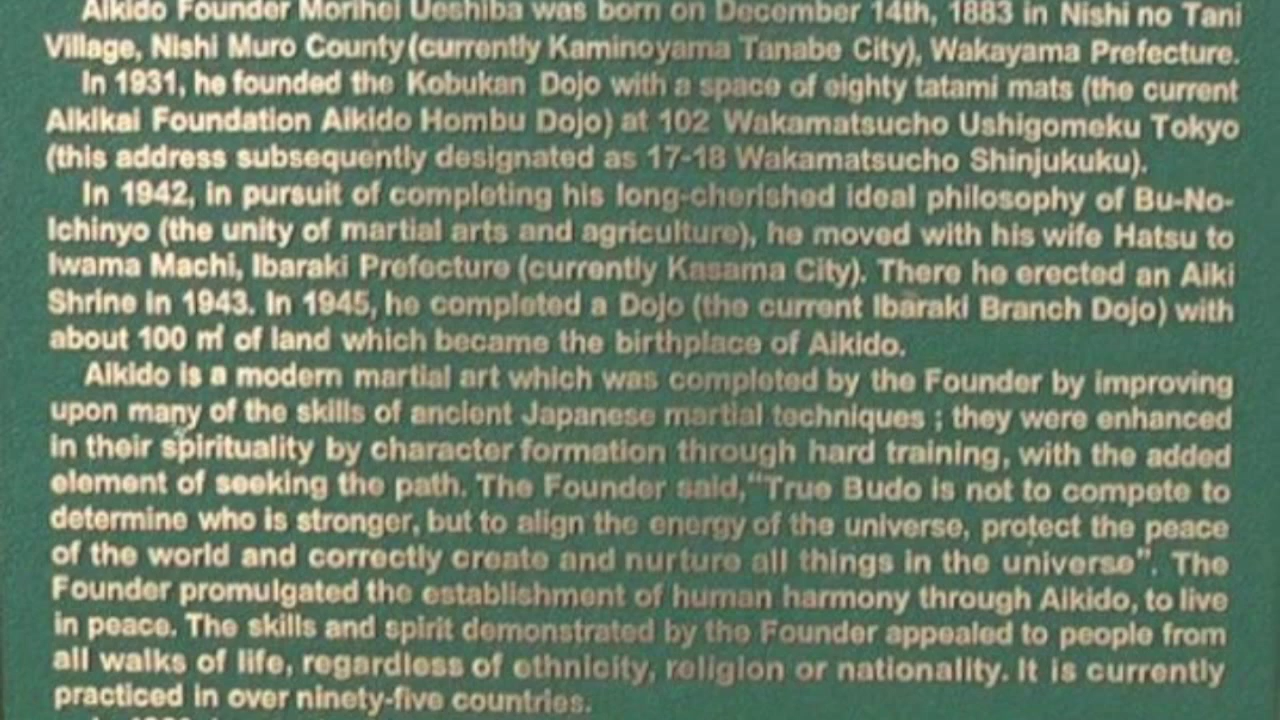 Aikido Founder Morihei Ueshiba was born on December 14th, 1883 in Nishi no Tani
Village, Nishi Muro County (currently Kaminoyama Tanabe City), Wakayama Prefecture.
In 1931, he founded the Kobukan Dojo with a space of eighty tatami mats (the current
Aikikai Foundation Aikido Hombu Dojo) at 102 Wakamatsucho Ushigomeku Tokyo
(this address subsequently designated as 17-18 Wakamatsucho Shinjukuku).
In 1942, in pursuit of completing his long-cherished ideal philosophy of Bu-No-
Ichinyo (the unity of martial arts and agriculture), he moved with his wife Hatsu to
Iwama Machi, Ibaraki Prefecture (currently Kasama City). There he erected an Aiki
Shrine in 1943. In 1945, he completed a Dojo (the current Ibaraki Branch Dojo) with
about 100 ㎡ of land which became the birthplace of Aikido.
Aikido is a modern martial art which was completed by the Founder by improving
upon many of the skills of ancient Japanese martial techniques ; they were enhanced
in their spirituality by character formation through hard training, with the added
element of seeking the path. The Founder said,"True Budo is not to compete to
determine who is stronger, but to align the energy of the universe, protect the peace
of the world and correctly create and nurture all things in the universe". The
Founder promulgated the establishment of human harmony through Aikido, to live
in peace. The skills and spirit demonstrated by the Founder appealed to people from
all walks of life, regardless of ethnicity, religion or nationality. It is currently
practiced in over ninety-five countries.